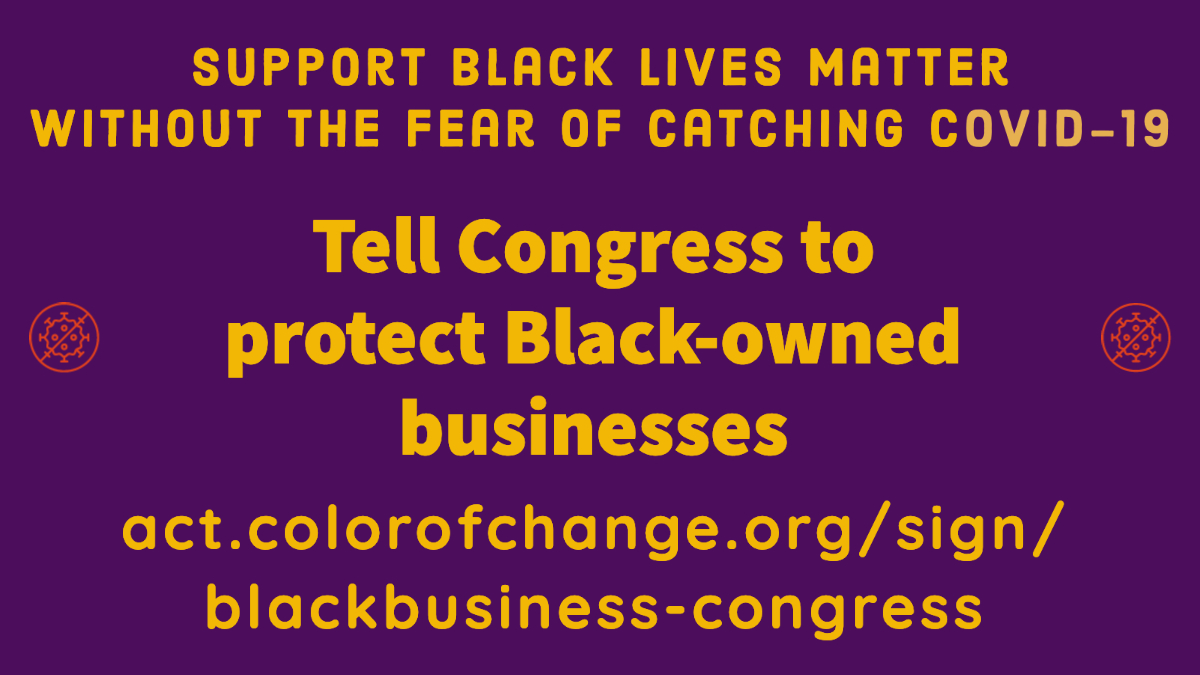 SUPPORT BLACK LIVES MATTER
WITHOUT THE FEAR OF CATCHING COVID-19
Tell Congress to
protect Black-owned
businesses
act.colorofchange.org/sign/
blackbusiness-congress